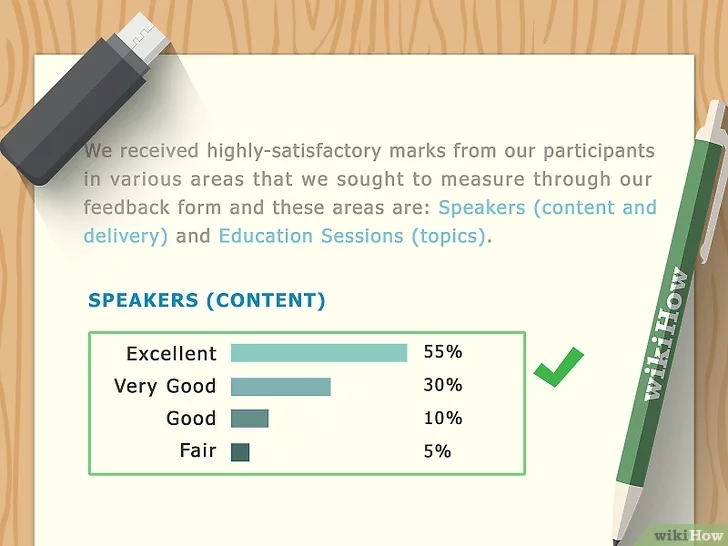 We received highly-satisfactory marks from our participants
in various areas that we sought to measure through our
feedback form and these areas are: Speakers (content and
delivery) and Education Sessions (topics).
SPEAKERS (CONTENT)
Excellent 55%
Very Good 30%
Good 10%
Fair 5%
wikiHow
wikiHow